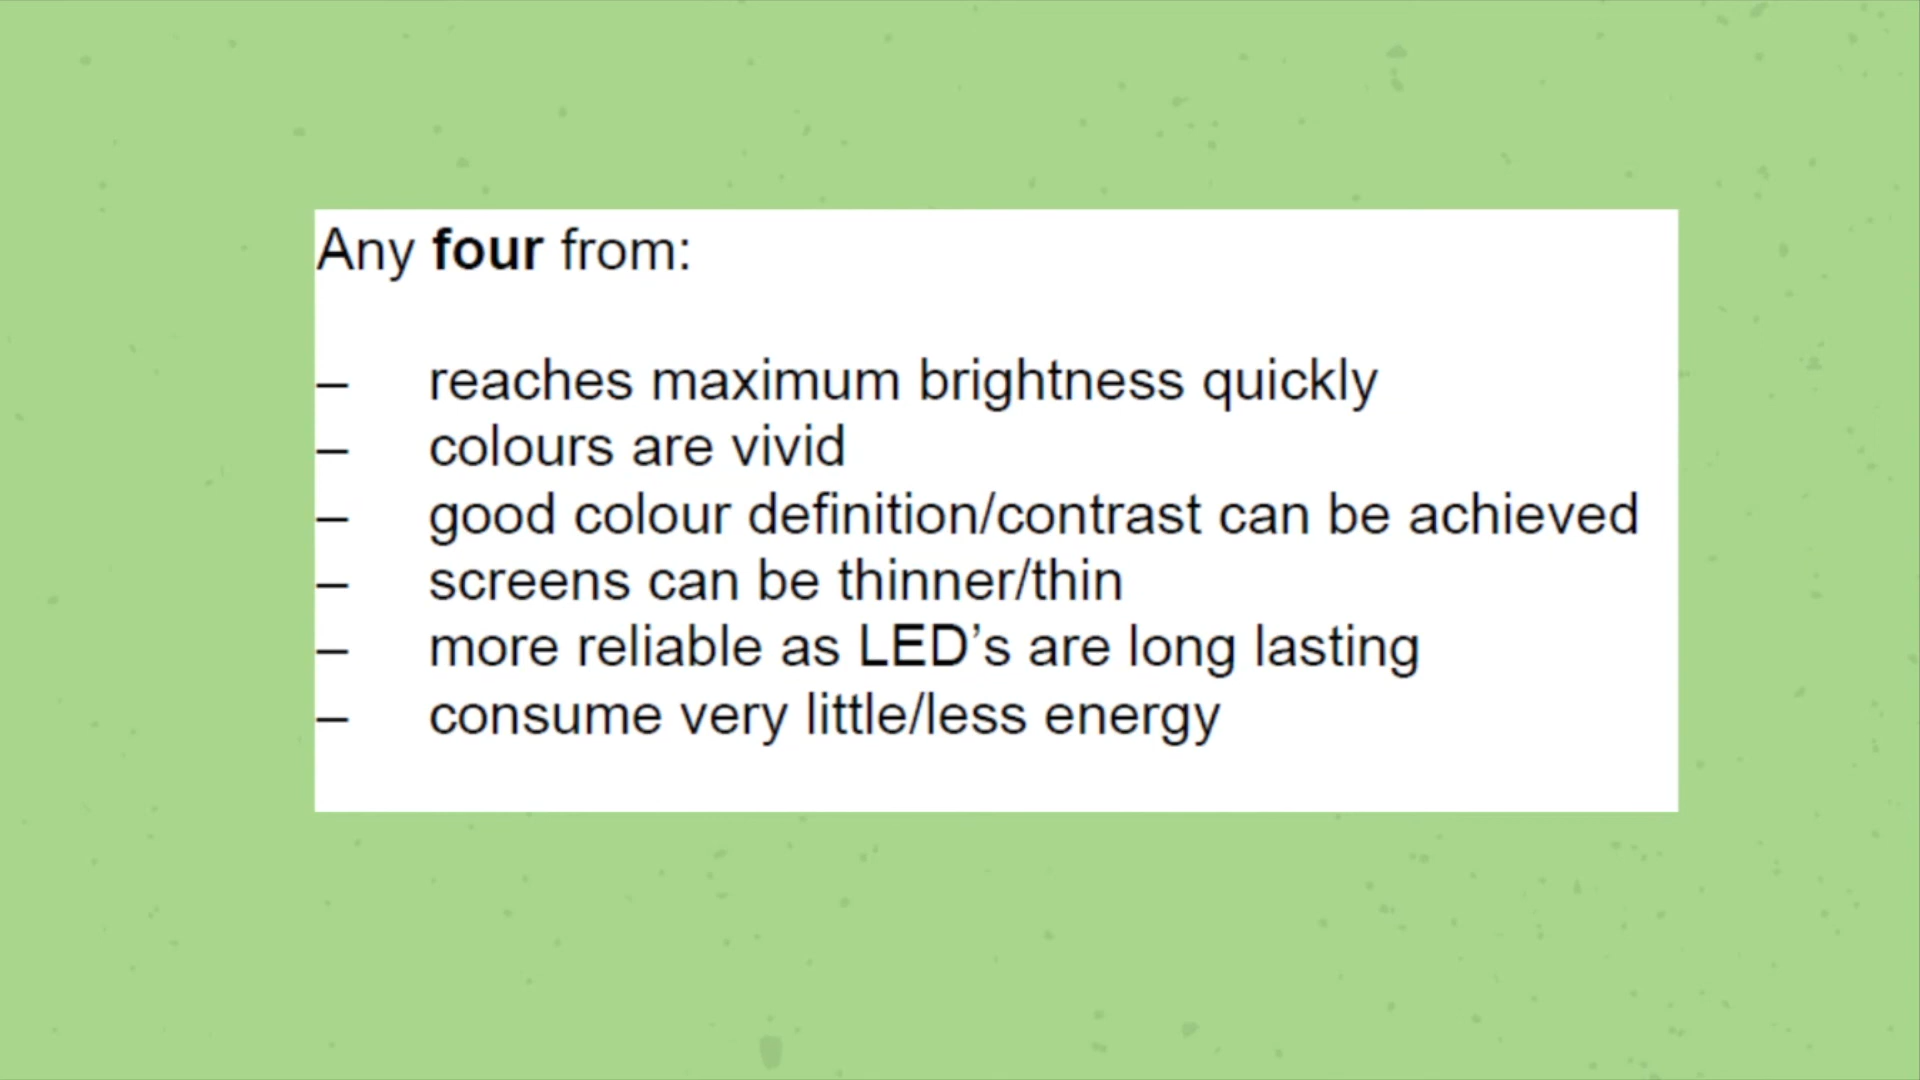 Any four from:
– reaches maximum brightness quickly
– colours are vivid
– good colour definition/contrast can be achieved
– screens can be thinner/thin
– more reliable as LED’s are long lasting
– consume very little/less energy